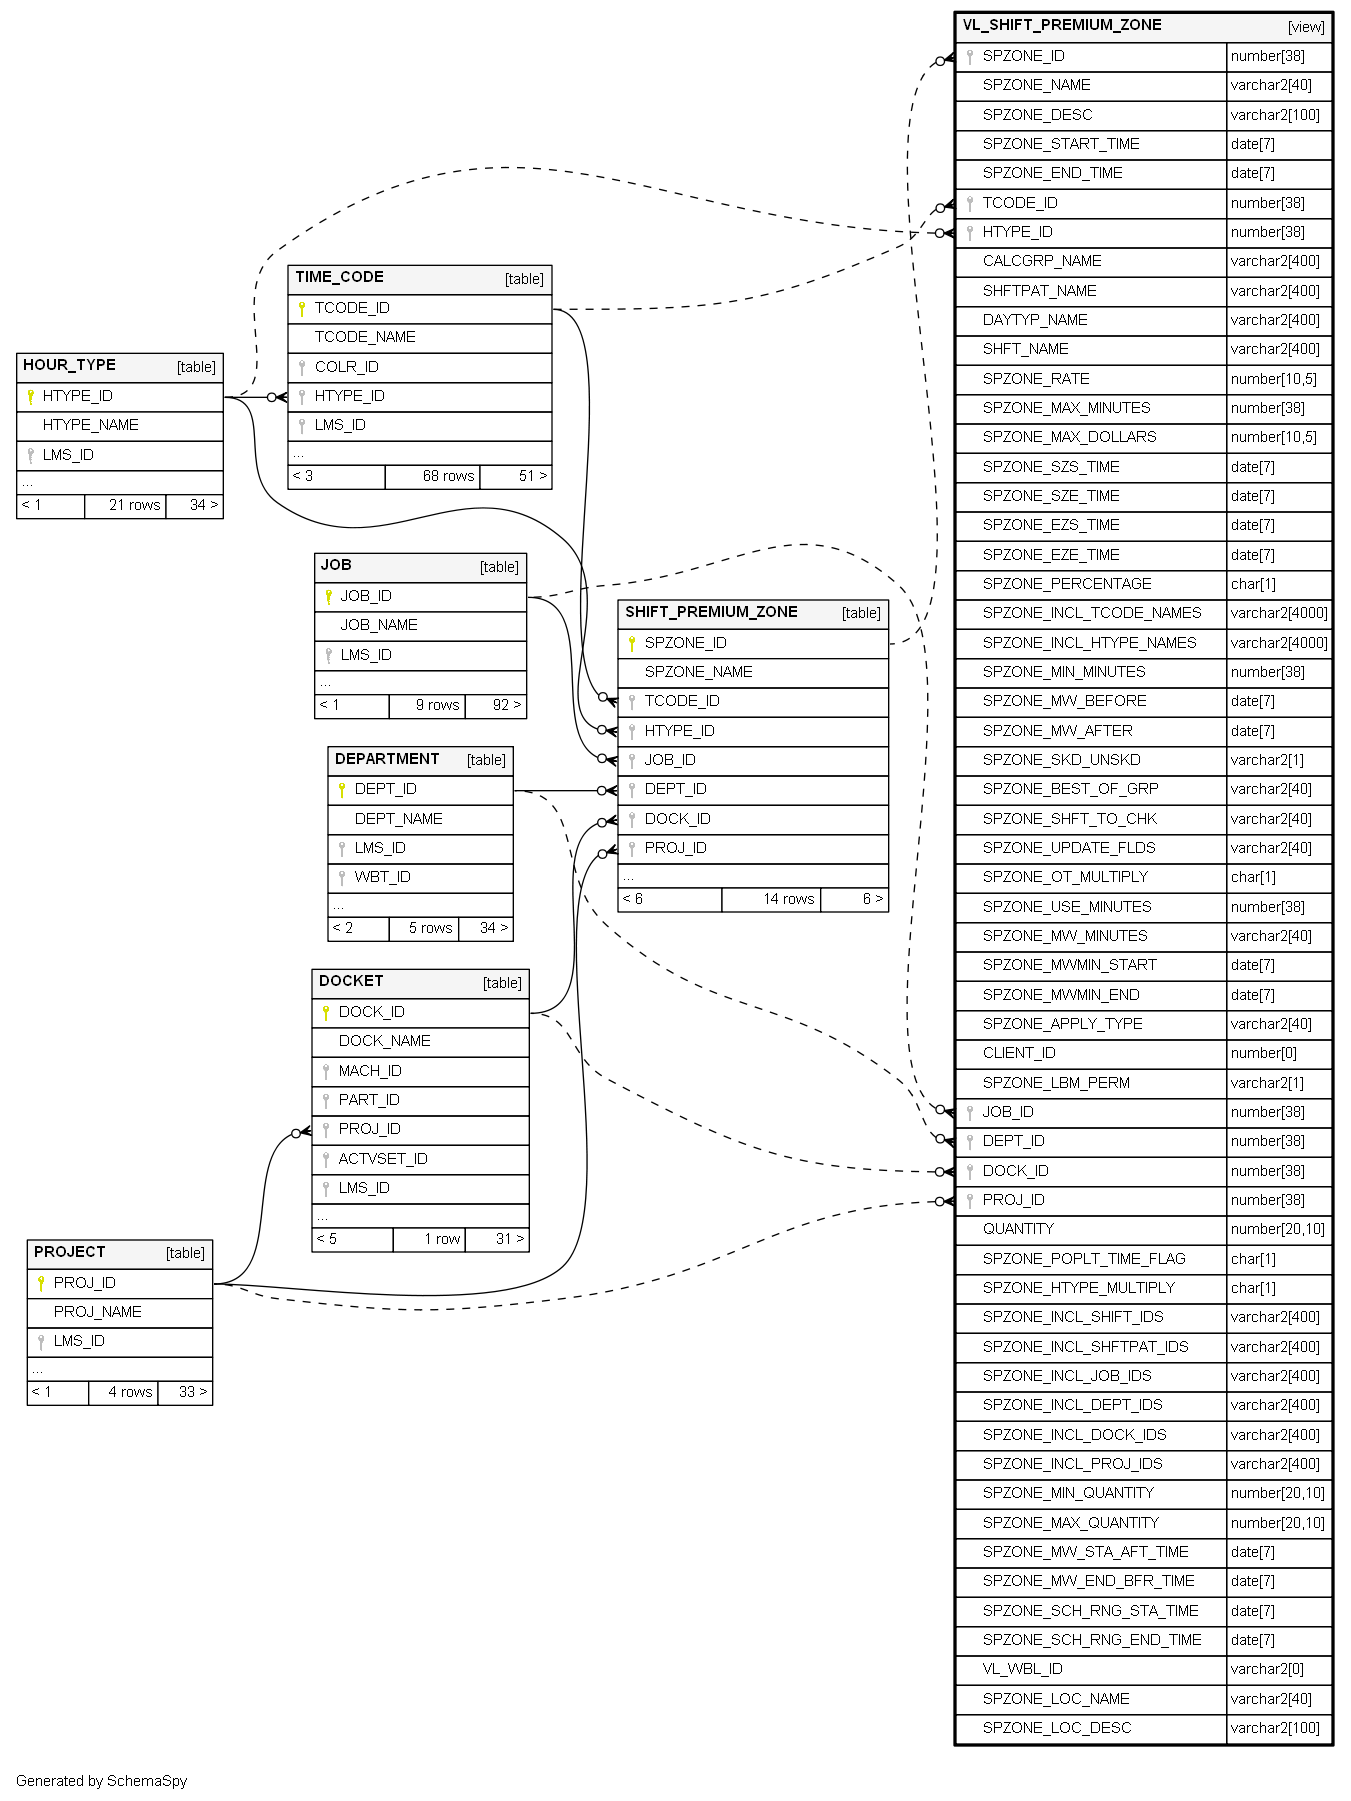 VL_SHIFT_PREMIUM_ZONE [view]
SPZONE_ID number[38]
SPZONE_NAME varchar2[40]
SPZONE_DESC varchar2[100]
SPZONE_START_TIME date[7]
SPZONE_END_TIME date[7]
TCODE_ID number[38]
HTYPE_ID number[38]
CALCGRP_NAME varchar2[400]
SHFTPAT_NAME varchar2[400]
DAYTYP_NAME varchar2[400]
SHFT_NAME varchar2[400]
SPZONE_RATE number[10,5]
SPZONE_MAX_MINUTES number[38]
SPZONE_MAX_DOLLARS number[10,5]
SPZONE_SZS_TIME date[7]
SPZONE_SZE_TIME date[7]
SPZONE_EZS_TIME date[7]
SPZONE_EZE_TIME date[7]
SPZONE_PERCENTAGE char[1]
SPZONE_INCL_TCODE_NAMES varchar2[4000]
SPZONE_INCL_HTYPE_NAMES varchar2[4000]
SPZONE_MIN_MINUTES number[38]
SPZONE_MW_BEFORE date[7]
SPZONE_MW_AFTER date[7]
SPZONE_SKD_UNSKD varchar2[1]
SPZONE_BEST_OF_GRP varchar2[40]
SPZONE_SHFT_TO_CHK varchar2[40]
SPZONE_UPDATE_FLDS varchar2[40]
SPZONE_OT_MULTIPLY char[1]
SPZONE_USE_MINUTES number[38]
SPZONE_MW_MINUTES varchar2[40]
SPZONE_MWMIN_START date[7]
SPZONE_MWMIN_END date[7]
SPZONE_APPLY_TYPE varchar2[40]
CLIENT_ID number[0]
SPZONE_LBM_PERM varchar2[1]
JOB_ID number[38]
DEPT_ID number[38]
DOCK_ID number[38]
PROJ_ID number[38]
QUANTITY number[20,10]
SPZONE_POPLT_TIME_FLAG char[1]
SPZONE_HTYPE_MULTIPLY char[1]
SPZONE_INCL_SHIFT_IDS varchar2[400]
SPZONE_INCL_SHFTPAT_IDS varchar2[400]
SPZONE_INCL_JOB_IDS varchar2[400]
SPZONE_INCL_DEPT_IDS varchar2[400]
SPZONE_INCL_DOCK_IDS varchar2[400]
SPZONE_INCL_PROJ_IDS varchar2[400]
SPZONE_MIN_QUANTITY number[20,10]
SPZONE_MAX_QUANTITY number[20,10]
SPZONE_MW_STA_AFT_TIME date[7]
SPZONE_MW_END_BFR_TIME date[7]
SPZONE_SCH_RNG_STA_TIME date[7]
SPZONE_SCH_RNG_END_TIME date[7]
VL_WBL_ID varchar2[0]
SPZONE_LOC_NAME varchar2[40]
SPZONE_LOC_DESC varchar2[100]
TIME_CODE [table]
TCODE_ID
TCODE_NAME
COLR_ID
HTYPE_ID
LMS_ID
...
< 3 68 rows 51 >
HOUR_TYPE [table]
HTYPE_ID
HTYPE_NAME
LMS_ID
...
< 1 21 rows 34 >
JOB [table]
JOB_ID
JOB_NAME
LMS_ID
...
< 1 9 rows 92 >
SHIFT_PREMIUM_ZONE [table]
SPZONE_ID
SPZONE_NAME
TCODE_ID
HTYPE_ID
JOB_ID
DEPT_ID
DOCK_ID
PROJ_ID
...
< 6 14 rows 6 >
DEPARTMENT [table]
DEPT_ID
DEPT_NAME
LMS_ID
WBT_ID
...
< 2 5 rows 34 >
DOCKET [table]
DOCK_ID
DOCK_NAME
MACH_ID
PART_ID
PROJ_ID
ACTVSET_ID
LMS_ID
...
< 5 1 row 31 >
PROJECT [table]
PROJ_ID
PROJ_NAME
LMS_ID
...
< 1 4 rows 33 >
Generated by SchemaSpy